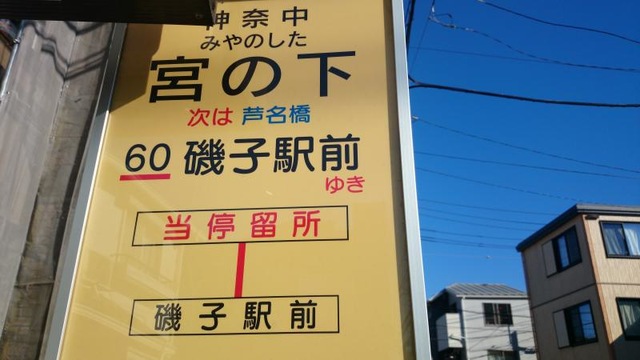 神奈中
みやのした
宮の下
次は 芦名橋
60 磯子駅前
ゆき
当停留所
磯子駅前